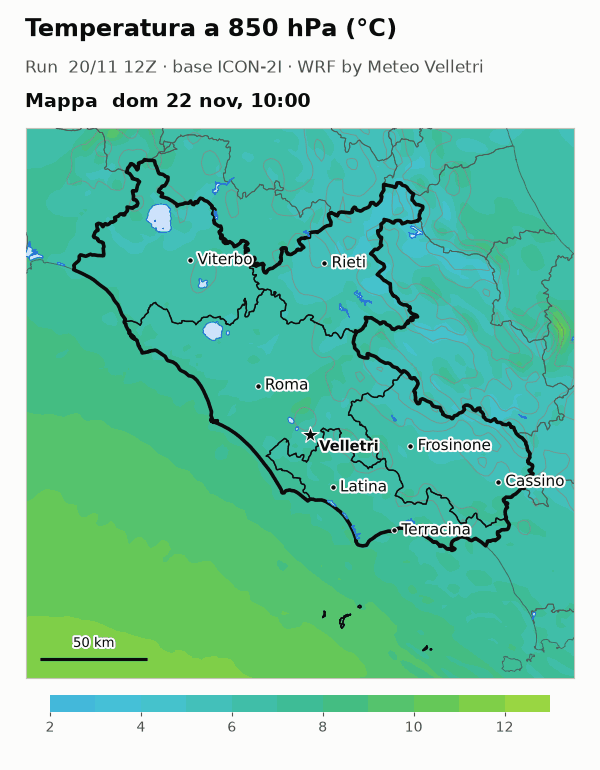 Temperatura a 850 hPa (°C)
Run  20/11 12Z · base ICON-2I · WRF by Meteo Velletri
Mappa  dom 22 nov, 10:00
Viterbo
Rieti
Roma
Velletri
Frosinone
Latina
Cassino
Terracina
50 km
2 4 6 8 10 12